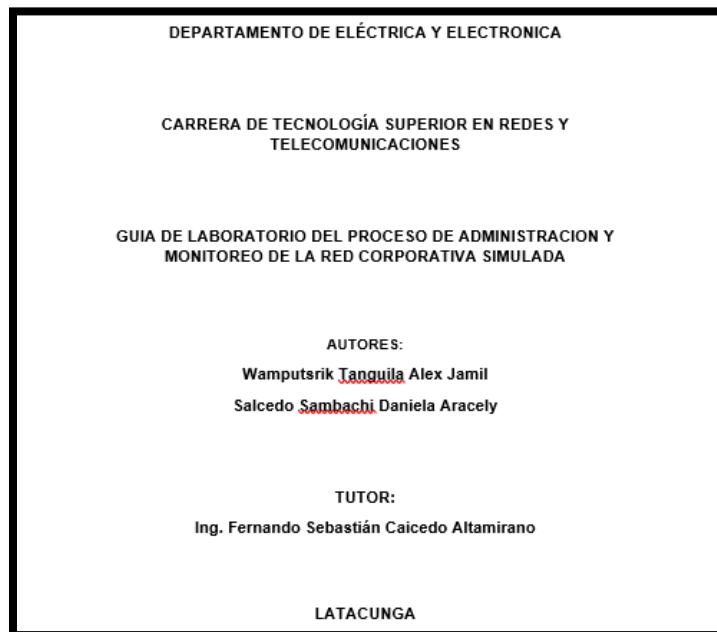 DEPARTAMENTO DE ELÉCTRICA Y ELECTRONICA
CARRERA DE TECNOLOGÍA SUPERIOR EN REDES Y
TELECOMUNICACIONES
GUIA DE LABORATORIO DEL PROCESO DE ADMINISTRACION Y
MONITOREO DE LA RED CORPORATIVA SIMULADA
AUTORES:
Wamputsrik Tanguila Alex Jamil
Salcedo Sambachi Daniela Aracely
TUTOR:
Ing. Fernando Sebastián Caicedo Altamirano
LATACUNGA